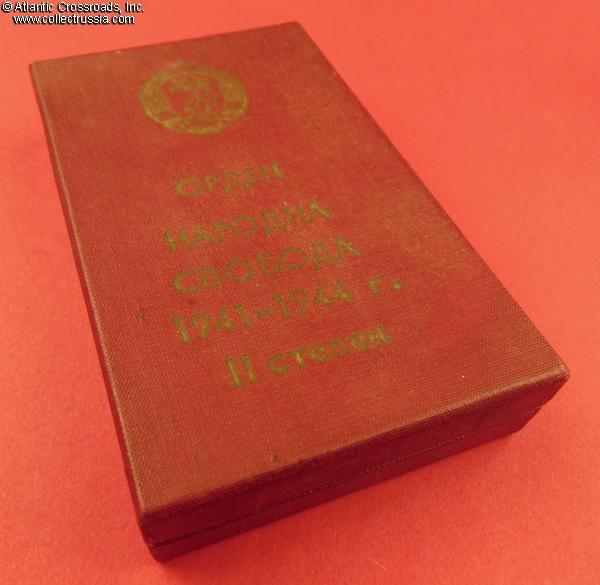 © Atlantic Crossroads, Inc.
www.collectrussia.com
ОРДЕН
НАРОДНА
СВОБОДА
1941-1944 г.
II степен